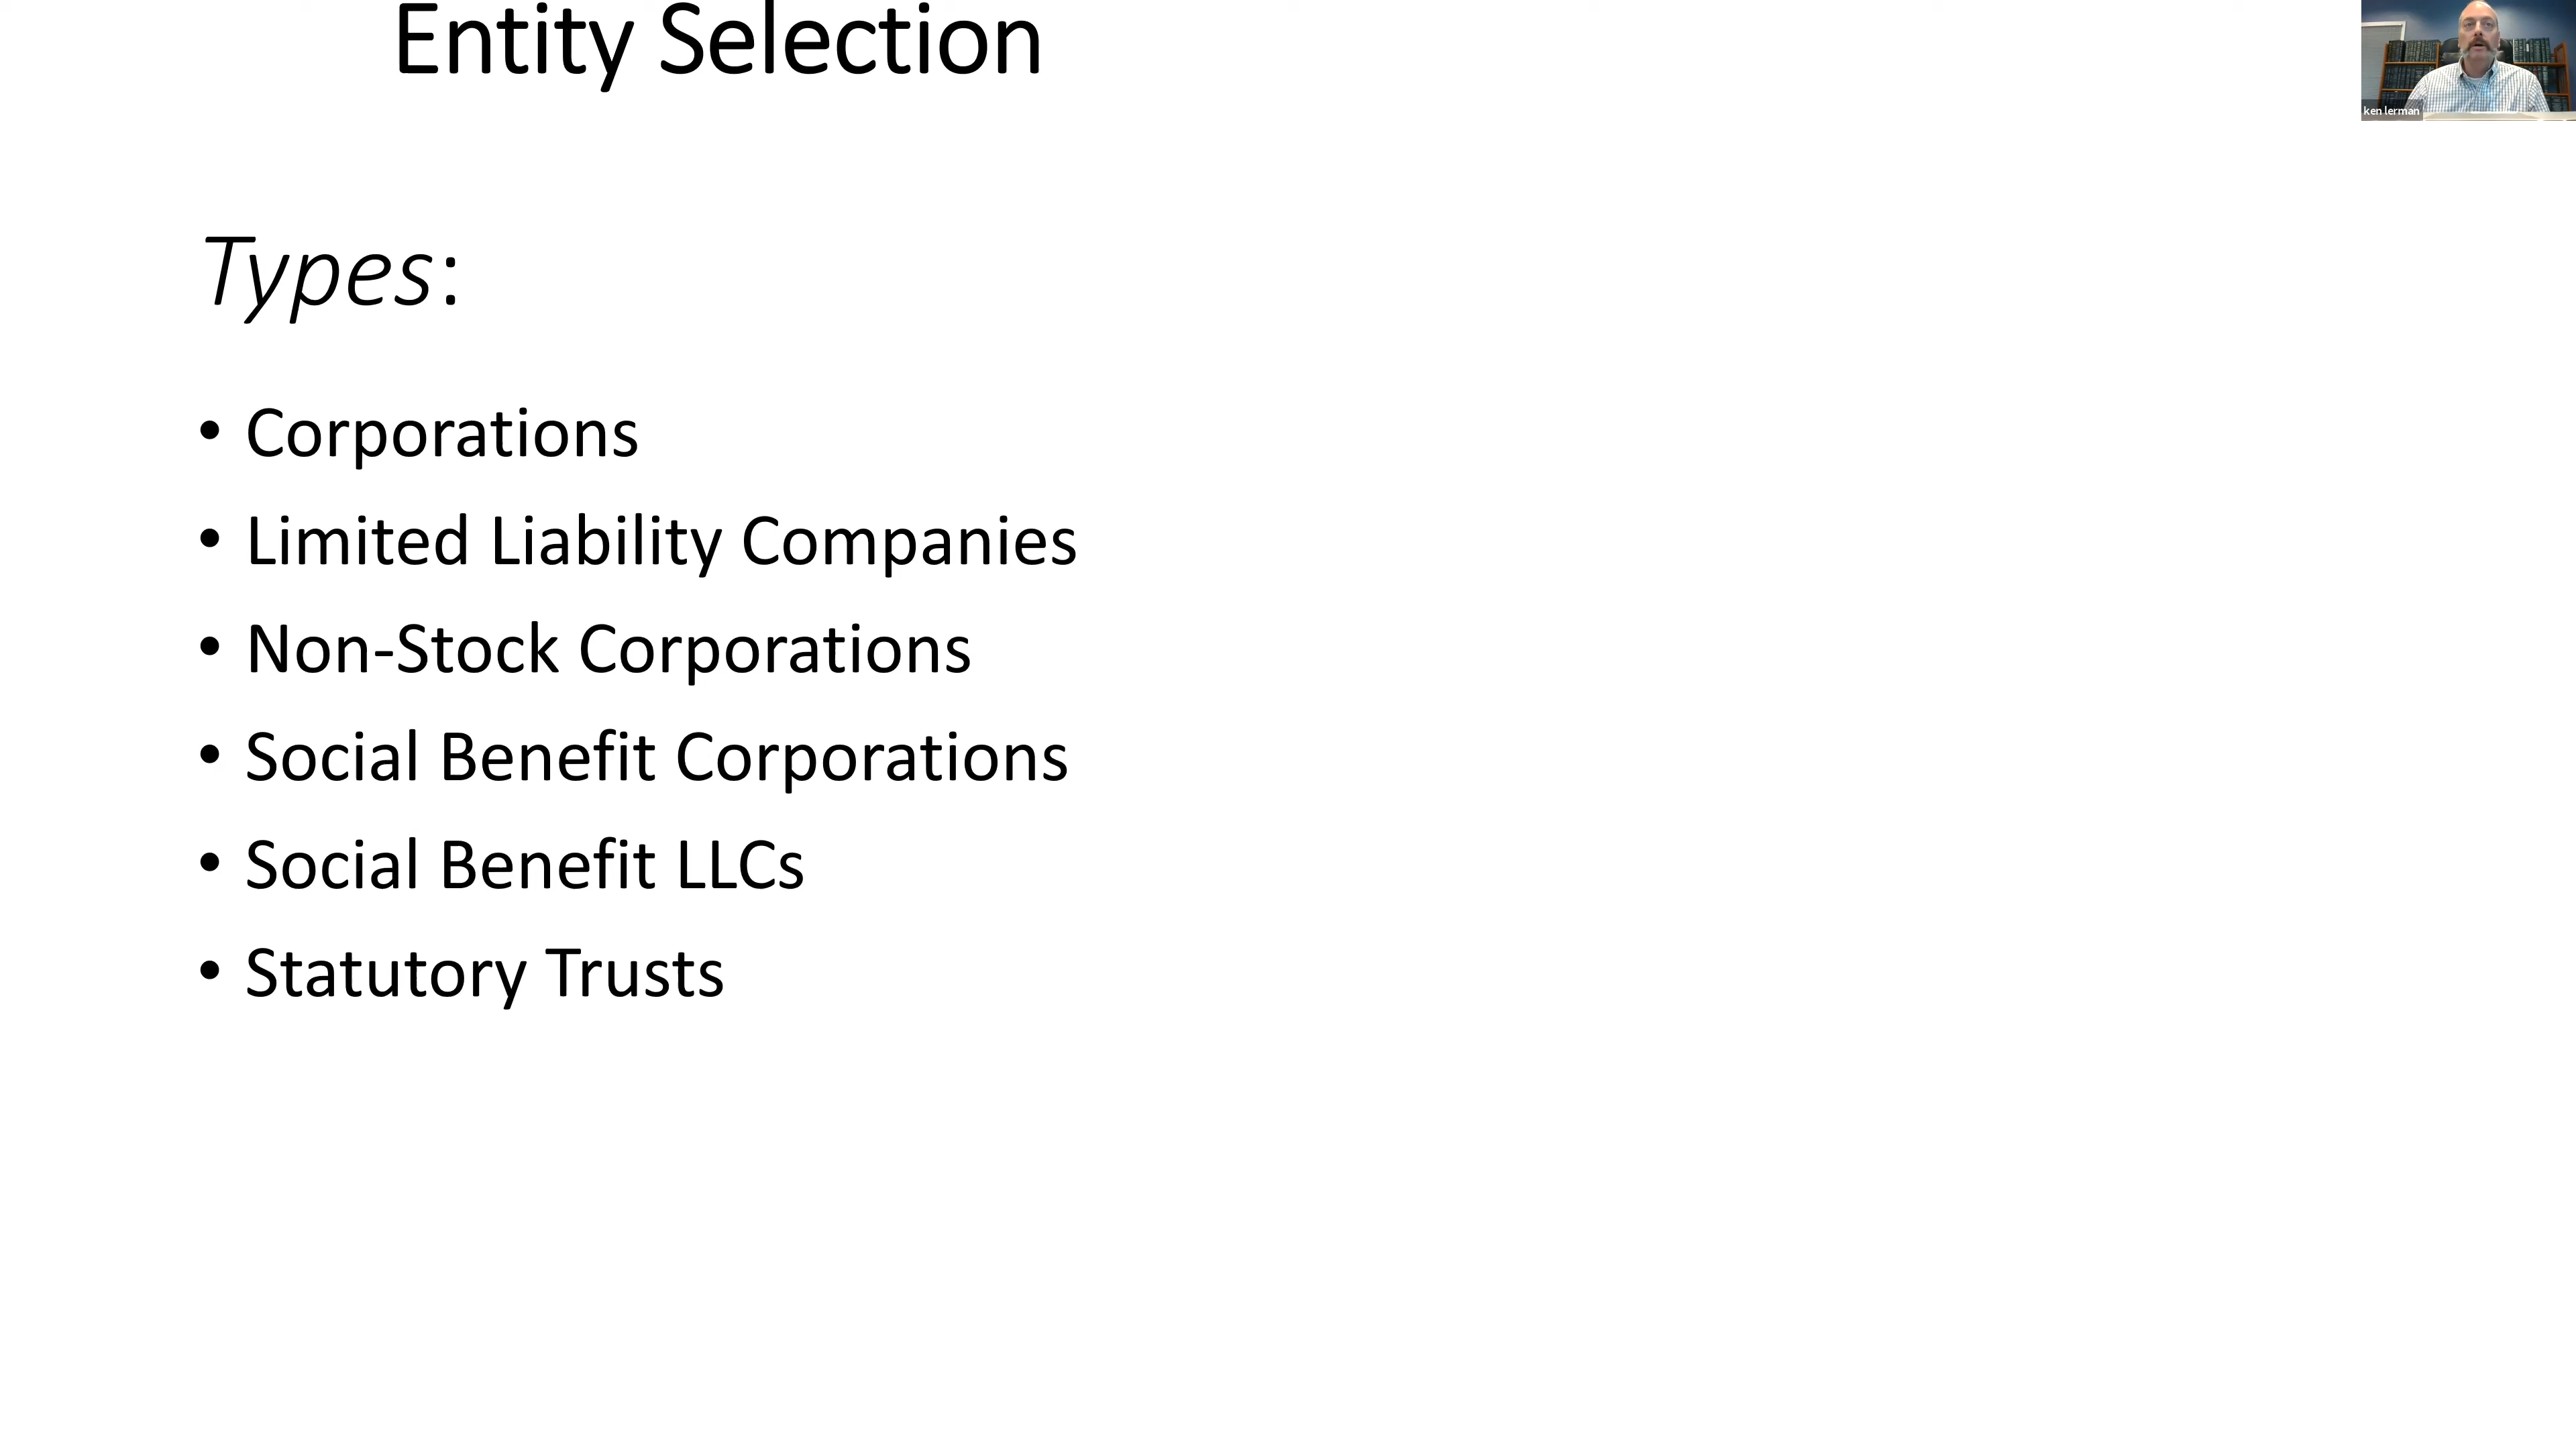 Entity Selection
ken lerman
Types:
• Corporations
• Limited Liability Companies
• Non-Stock Corporations
• Social Benefit Corporations
• Social Benefit LLCs
• Statutory Trusts